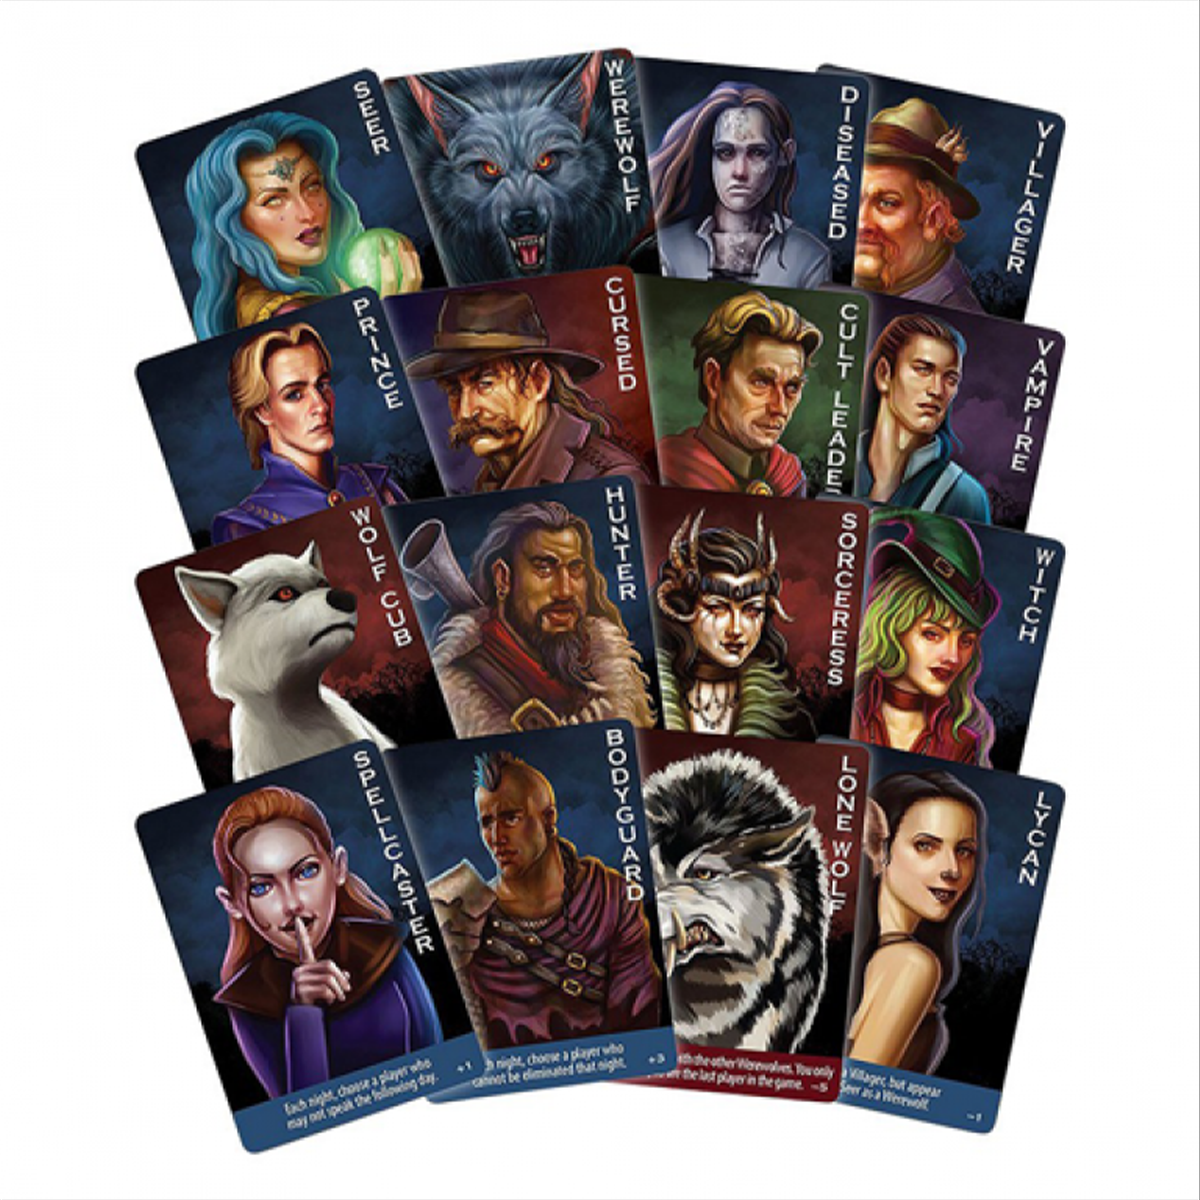 SEER
WEREWOLF
DISEASED
VILLAGER
PRINCE
CURSED
CULT LEADE
VAMPIRE
WOLF CUB
HUNTER
SORCERESS
WITCH
SPELLCASTER
BODYGUARD
LONE WOLF
LYCAN
Each night, choose a player who
may not speak the following day.
+1
h night, choose a player who
cannot be eliminated that night.
+3
ith the other Werewolves. You only
are the last player in the game.
-5
a Villager, but appear
Seer as a Werewolf.
-1